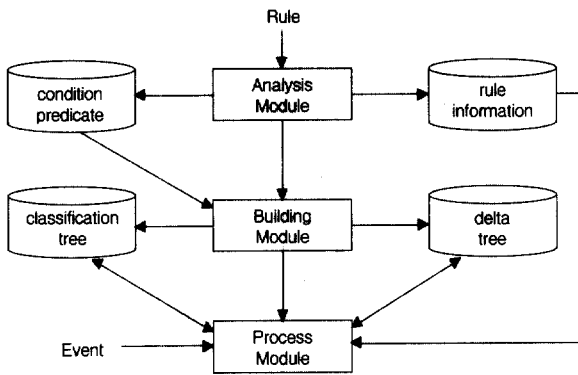 Rule
condition
predicate
Analysis
Module
rule
information
classification
tree
Building
Module
delta
tree
Event
Process
Module